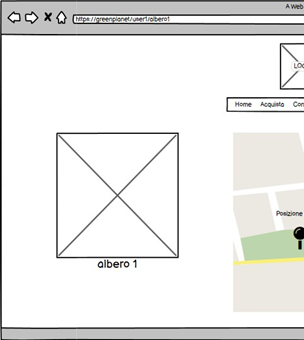 A Web
https://greenplanet/user1/albero1
LOG
Home Acquista Con
Posizione
albero 1